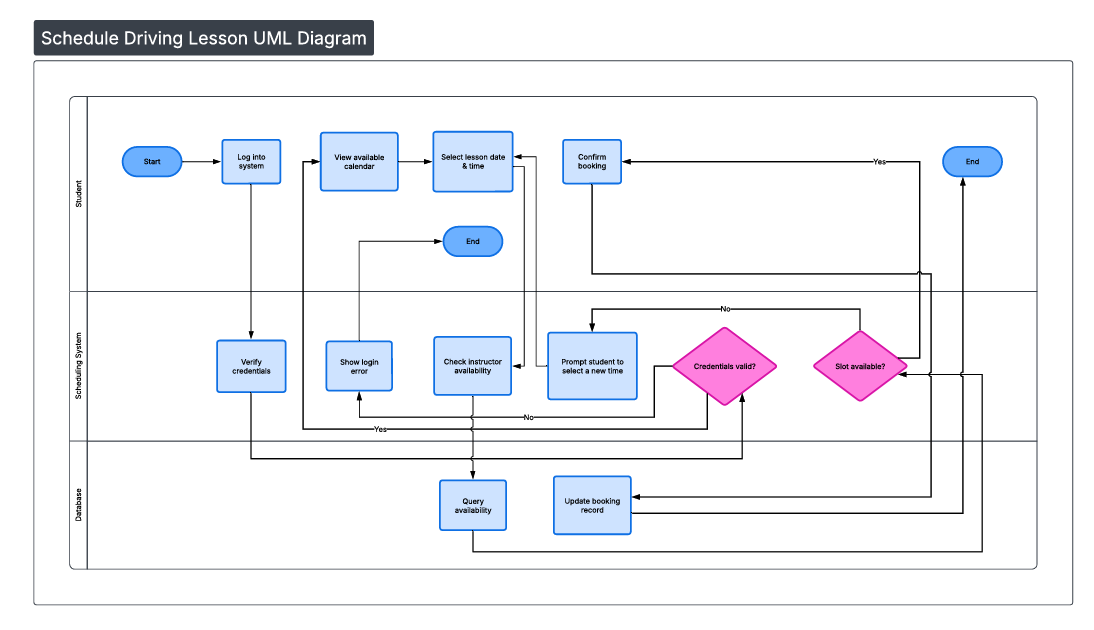 Schedule Driving Lesson UML Diagram
Student
Start
Log into
system
View available
calendar
Select lesson date
& time
Confirm
booking
Yes
End
End
Scheduling System
No
Verify
credentials
Show login
error
Check instructor
availability
Prompt student to
select a new time
Credentials valid?
Slot available?
No
Yes
Database
Query
availability
Update booking
record